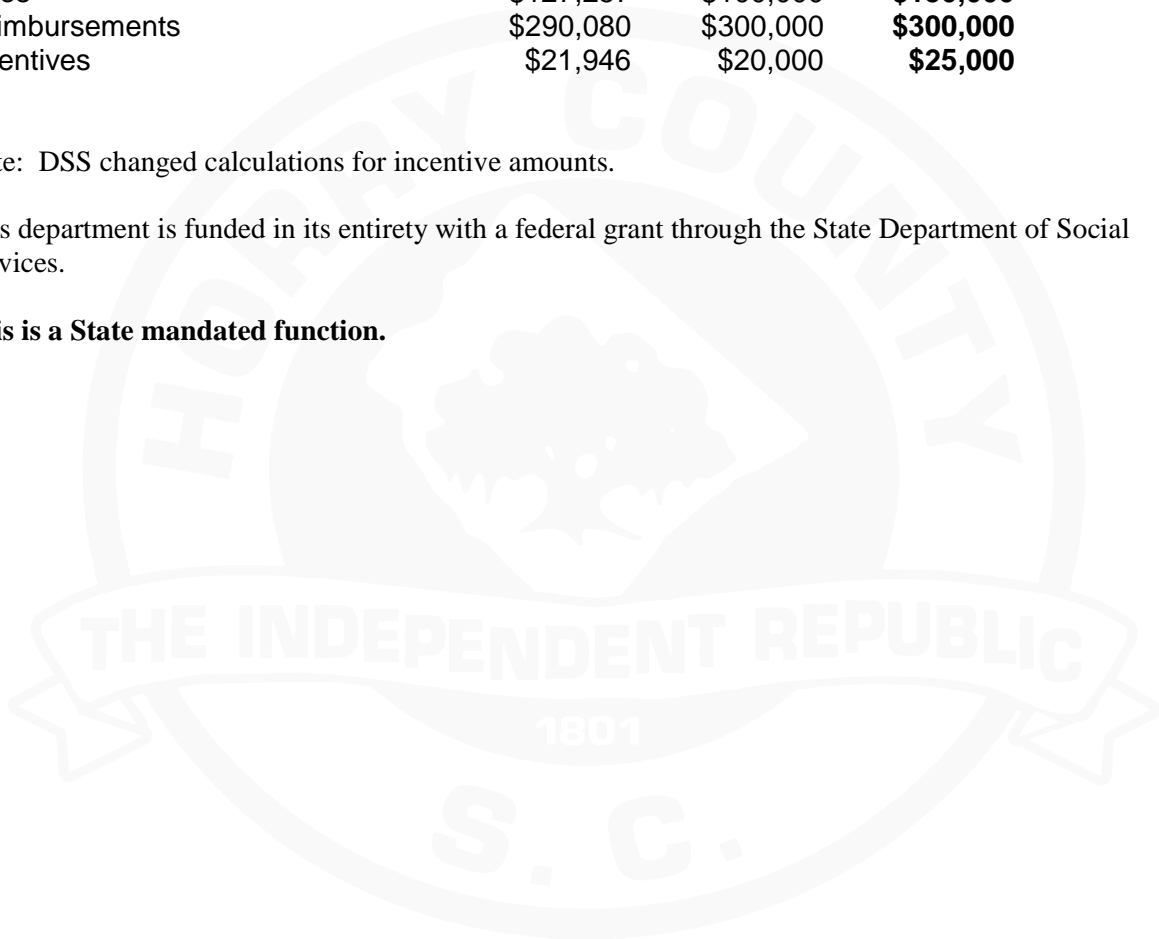 imbursements $290,080 $300,000 $300,000
entives $21,946 $20,000 $25,000
te: DSS changed calculations for incentive amounts.
s department is funded in its entirety with a federal grant through the State Department of Social
vices.
is is a State mandated function.
HORRY COUNTY
THE INDEPENDENT REPUBLIC
1801
S. C.